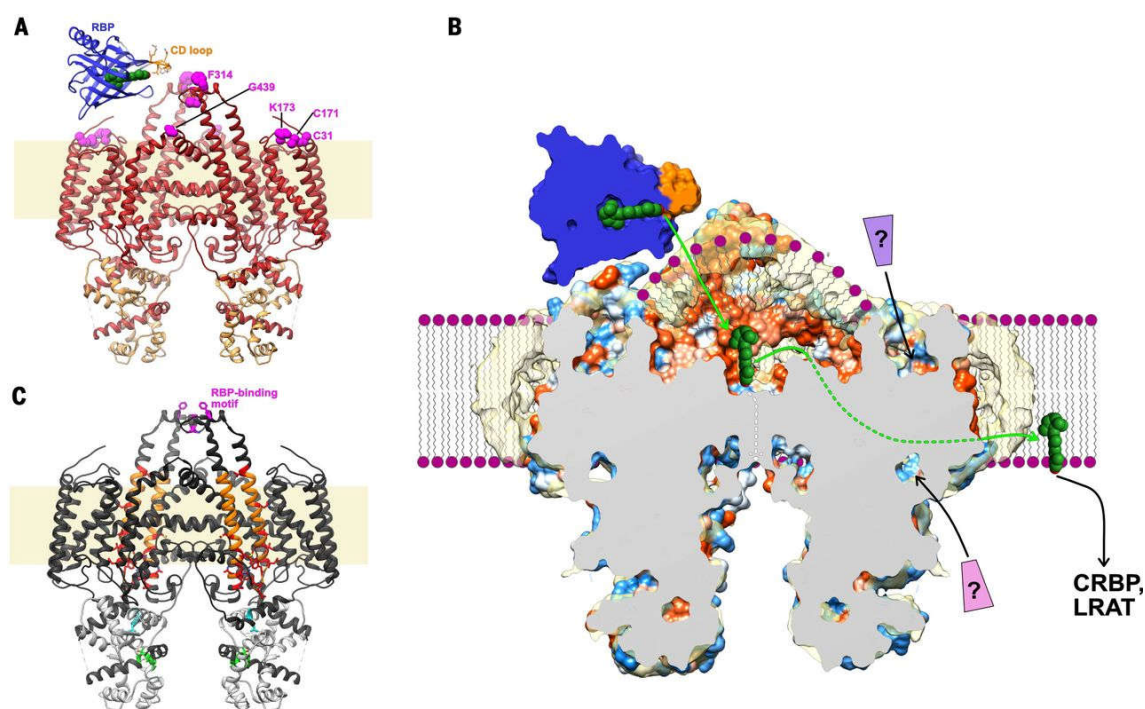 A
RBP
CD loop
F314
G439
K173
C171
C31
B
?
?
CRBP,
LRAT
C
RBP-binding
motif